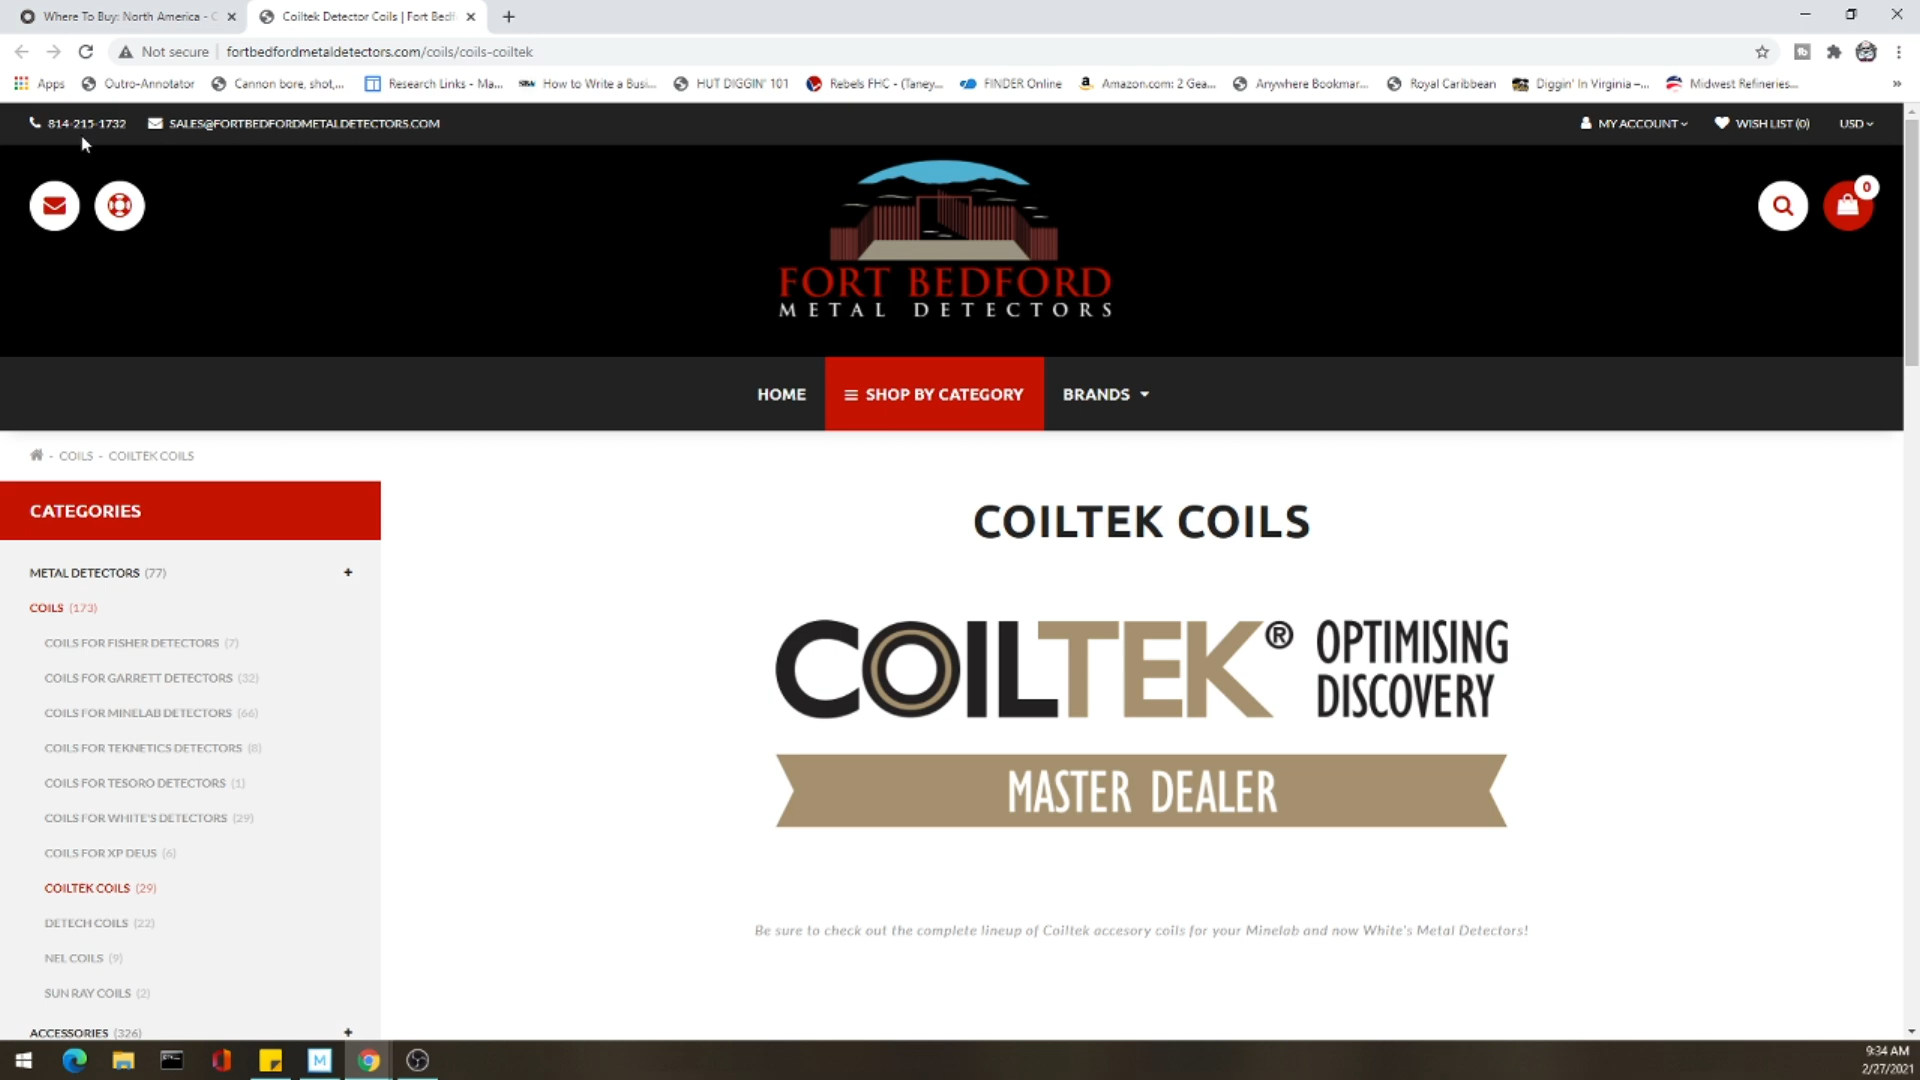 Where To Buy: North America - C
Coiltek Detector Coils | Fort Bedf
Not secure
fortbedfordmetaldetectors.com/coils/coils-coiltek
Apps
Outro-Annotator
Cannon bore, shot,...
Research Links - Ma...
How to Write a Busi...
HUT DIGGIN' 101
Rebels FHC - (Taney...
FINDER Online
Amazon.com: 2 Gea...
Anywhere Bookmar...
Royal Caribbean
Diggin' In Virginia –...
Midwest Refineries...
814-215-1732
SALES@FORTBEDFORDMETALDETECTORS.COM
MY ACCOUNT
WISH LIST (0)
USD
0
FORT BEDFORD
METAL DETECTORS
HOME
SHOP BY CATEGORY
BRANDS
- COILS - COILTEK COILS
CATEGORIES
METAL DETECTORS (77) +
COILS (173)
COILS FOR FISHER DETECTORS (7)
COILS FOR GARRETT DETECTORS (32)
COILS FOR MINELAB DETECTORS (66)
COILS FOR TEKNETICS DETECTORS (8)
COILS FOR TESORO DETECTORS (1)
COILS FOR WHITE'S DETECTORS (29)
COILS FOR XP DEUS (6)
COILTEK COILS (29)
DETECH COILS (22)
NEL COILS (9)
SUN RAY COILS (2)
ACCESSORIES (326) +
COILTEK COILS
COILTEK®
OPTIMISING
DISCOVERY
MASTER DEALER
Be sure to check out the complete lineup of Coiltek accesory coils for your Minelab and now White's Metal Detectors!
9:34 AM
2/27/2021